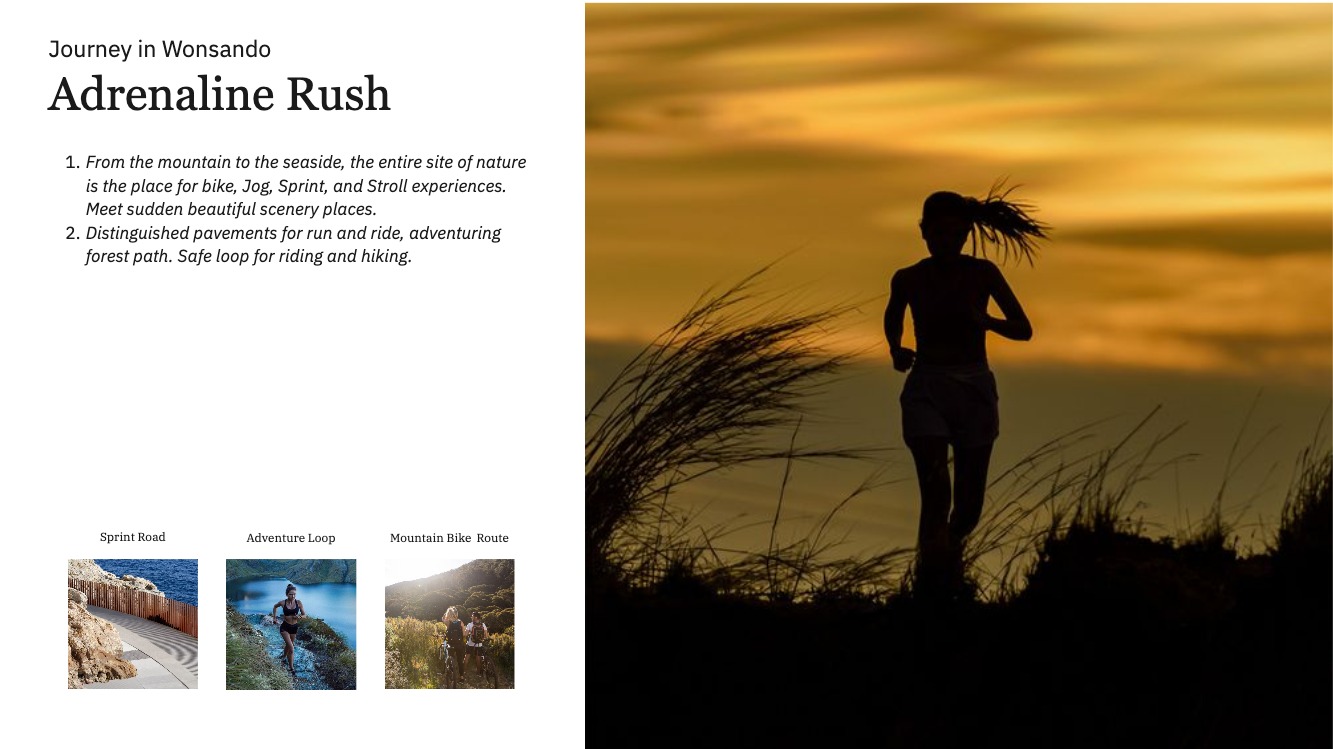 Journey in Wonsando
Adrenaline Rush
1. From the mountain to the seaside, the entire site of nature
is the place for bike, Jog, Sprint, and Stroll experiences.
Meet sudden beautiful scenery places.
2. Distinguished pavements for run and ride, adventuring
forest path. Safe loop for riding and hiking.
Sprint Road
Adventure Loop
Mountain Bike Route